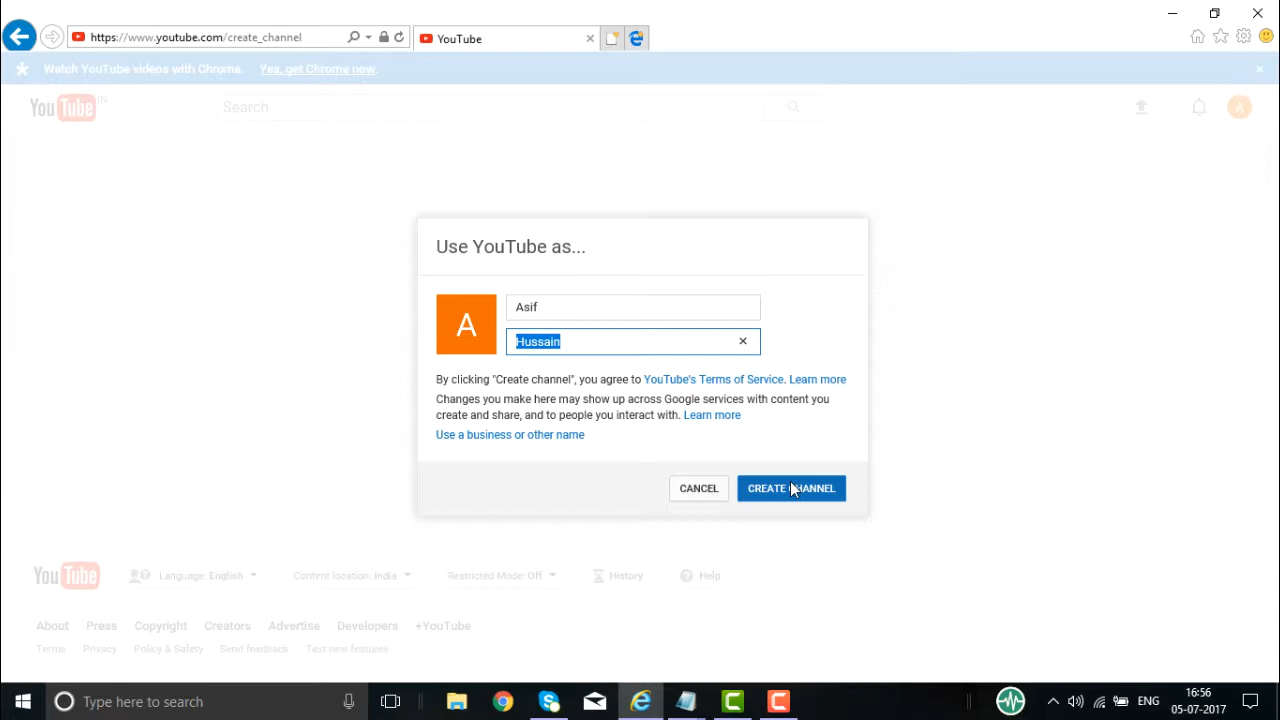 https://www.youtube.com/create_channel
YouTube
Watch YouTube videos with Chrome. Yes, get Chrome now.
YouTube IN
Search
A
Use YouTube as...
A
Asif
Hussain
By clicking "Create channel", you agree to YouTube's Terms of Service. Learn more
Changes you make here may show up across Google services with content you
create and share, and to people you interact with. Learn more
Use a business or other name
CANCEL
CREATE CHANNEL
YouTube
Language: English
Content location: India
Restricted Mode: Off
History
Help
About Press Copyright Creators Advertise Developers +YouTube
Terms Privacy Policy & Safety Send feedback Test new features
Type here to search
ENG
16:56
05-07-2017